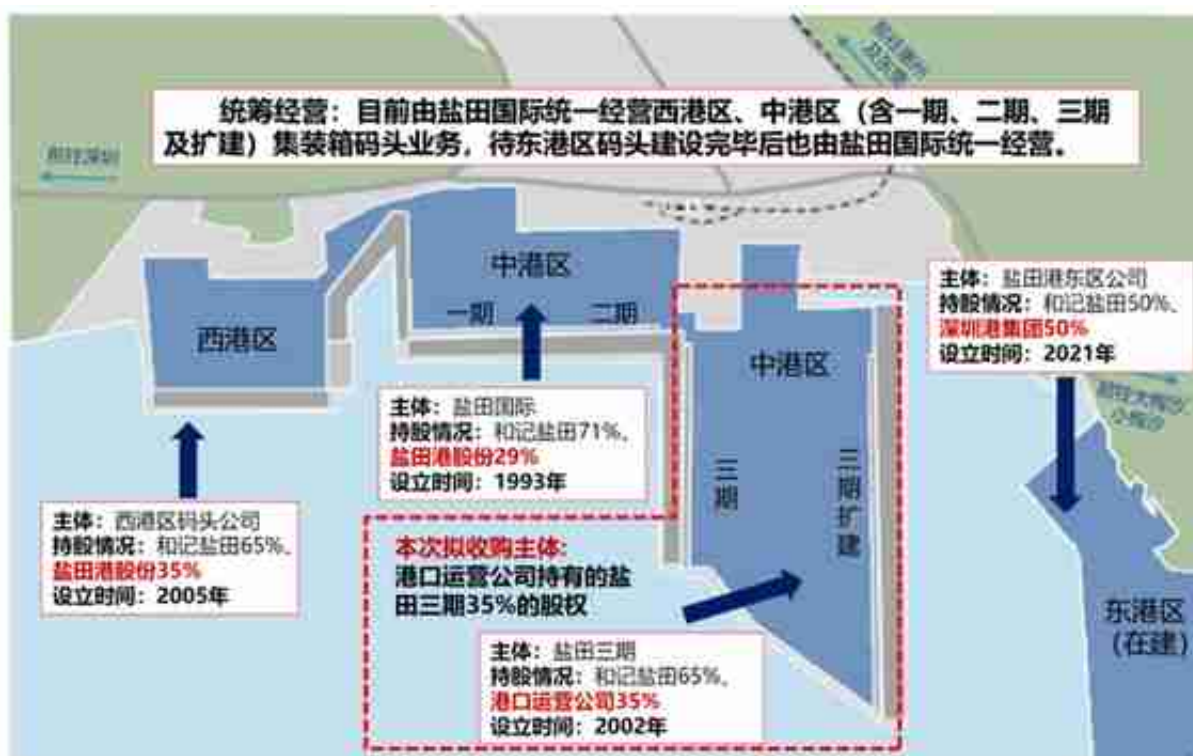 统筹经营：目前由盐田国际统一经营西港区、中港区（含一期、二期、三期
及扩建）集装箱码头业务，待东港区码头建设完毕后也由盐田国际统一经营。
前往深圳
中港区
一期
二期
西港区
主体：盐田港东区公司
持股情况：和记盐田50%、
深圳港集团50%
设立时间：2021年
中港区
三期
三期扩建
主体：盐田国际
持股情况：和记盐田71%、
盐田港股份29%
设立时间：1993年
主体：西港区码头公司
持股情况：和记盐田65%、
盐田港股份35%
设立时间：2005年
本次拟收购主体：
港口运营公司持有的盐
田三期35%的股权
主体：盐田三期
持股情况：和记盐田65%、
港口运营公司35%
设立时间：2002年
东港区
（在建）